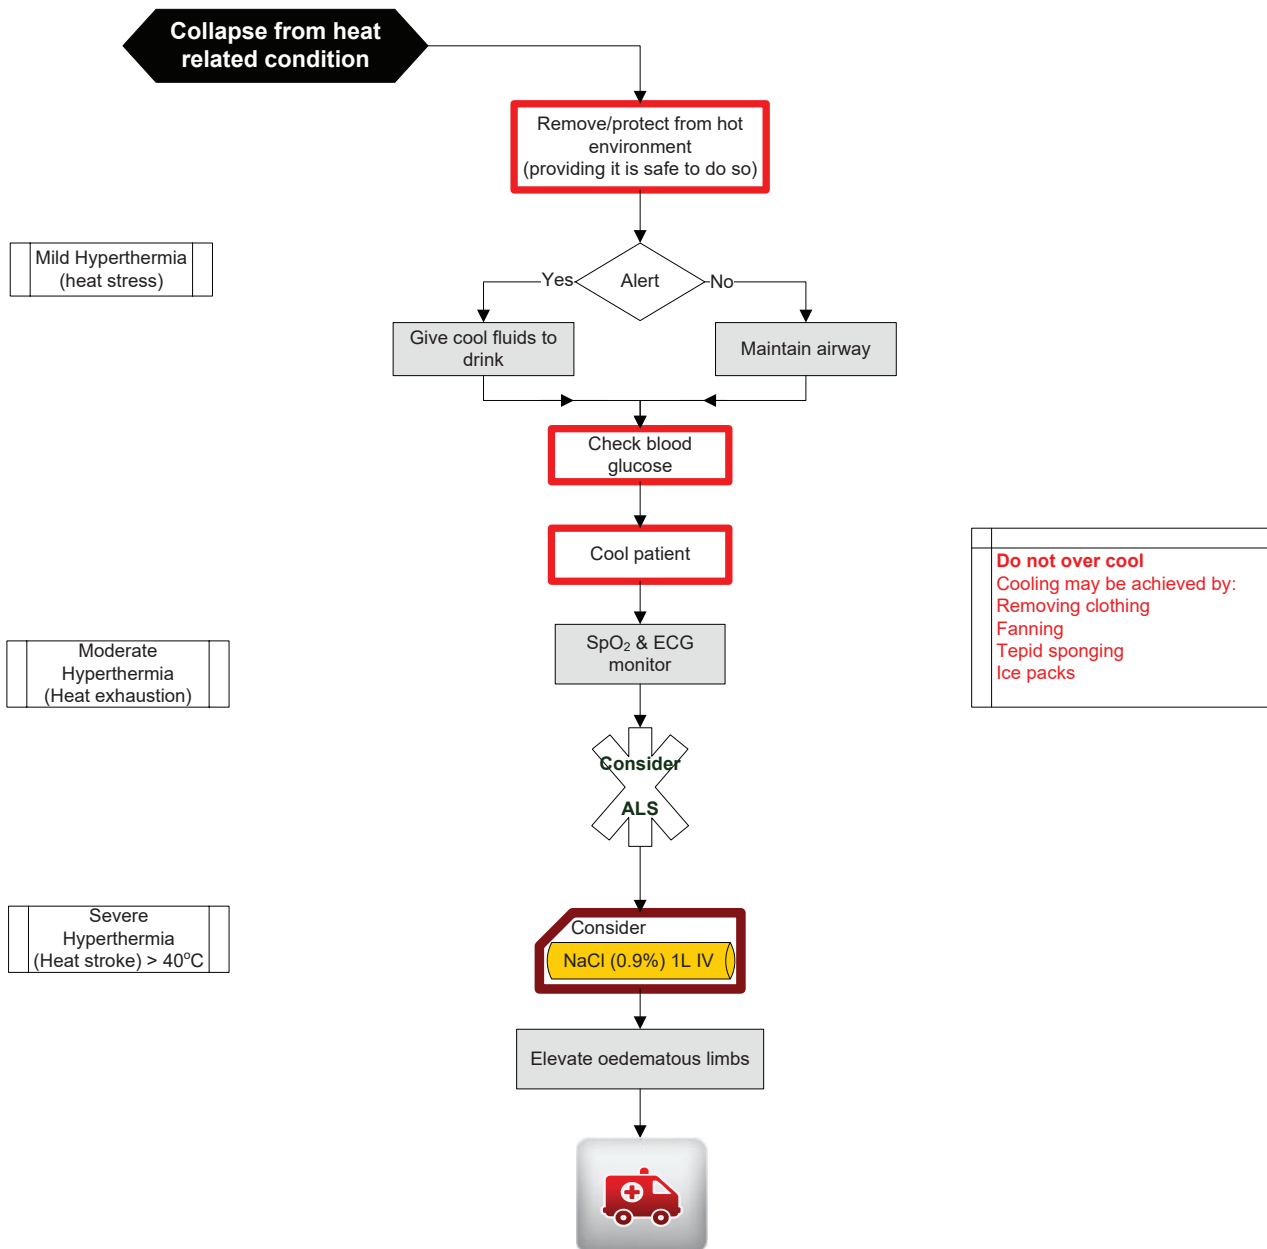 Collapse from heat
related condition
Remove/protect from hot
environment
(providing it is safe to do so)
Mild Hyperthermia
(heat stress)
Yes
Alert
No
Give cool fluids to
drink
Maintain airway
Check blood
glucose
Cool patient
Do not over cool
Cooling may be achieved by:
Removing clothing
Fanning
Tepid sponging
Ice packs
Moderate
Hyperthermia
(Heat exhaustion)
SpO₂ & ECG
monitor
Consider
ALS
Severe
Hyperthermia
(Heat stroke) > 40°C
Consider
NaCl (0.9%) 1L IV
Elevate oedematous limbs